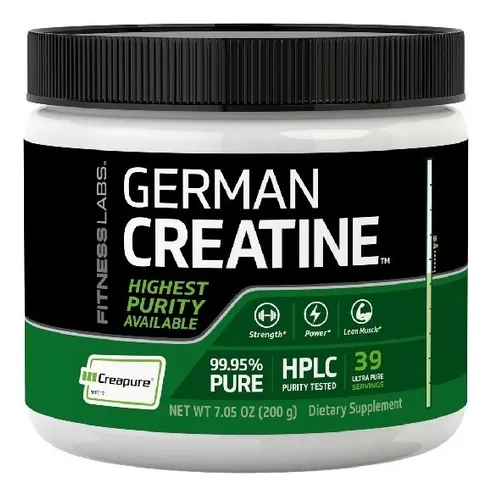 FITNESS LABS™
GERMAN
CREATINE™
HIGHEST
PURITY
AVAILABLE
Strength*
Power*
Lean Muscle*
Creapure®
99.95%
PURE
HPLC
PURITY TESTED
39
ULTRA PURE
SERVINGS
NET WT 7.05 OZ (200 g) Dietary Supplement